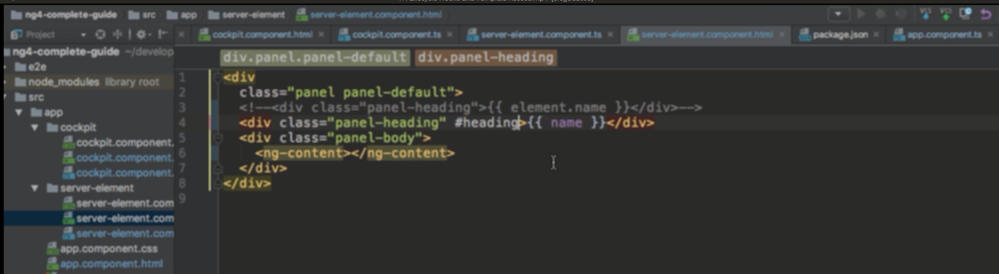 ng4-complete-guide src app server-element server-element.component.html
Project
cockpit.component.html cockpit.component.ts server-element.component.ts server-element.component.html package.json app.component.ts
ng4-complete-guide ~/develop
e2e
node_modules library root
src
app
cockpit
cockpit.component.
cockpit.component.
cockpit.component.
server-element
server-element.com
server-element.com
server-element.com
app.component.css
app.component.html
div.panel.panel-default div.panel-heading
1 <div
2 class="panel panel-default">
3 <!--<div class="panel-heading">{{ element.name }}</div>-->
4 <div class="panel-heading" #heading>{{ name }}</div>
5 <div class="panel-body">
6 <ng-content></ng-content>
7 </div>
8 </div>
9